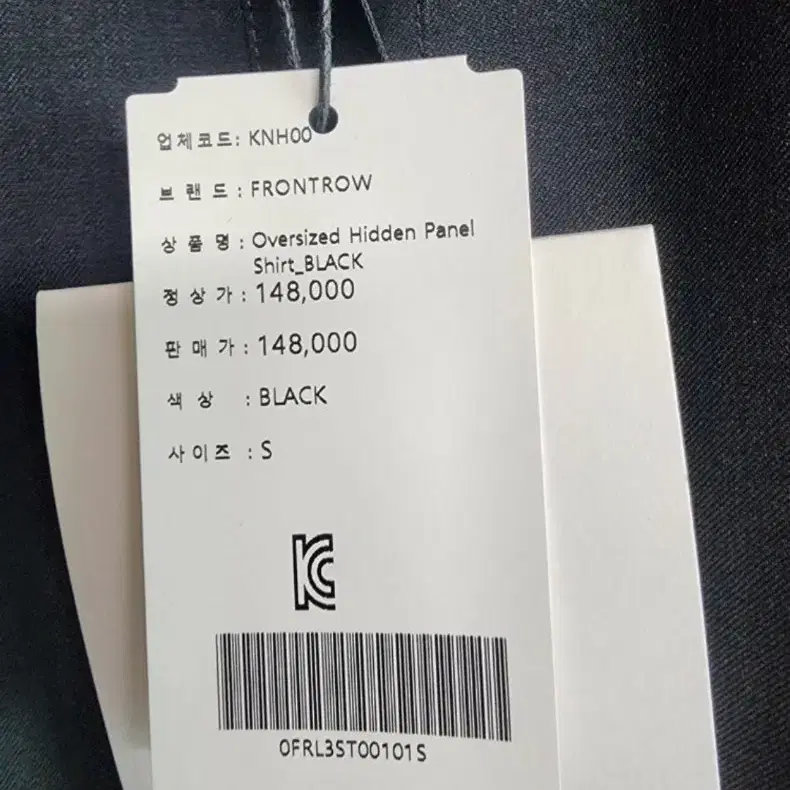 업체코드: KNH00
브 랜 드 : FRONTROW
상 품 명 : Oversized Hidden Panel
Shirt_BLACK
정 상 가 : 148,000
판 매 가 : 148,000
색 상 : BLACK
사 이 즈 : S
KC
0FRL3ST00101S